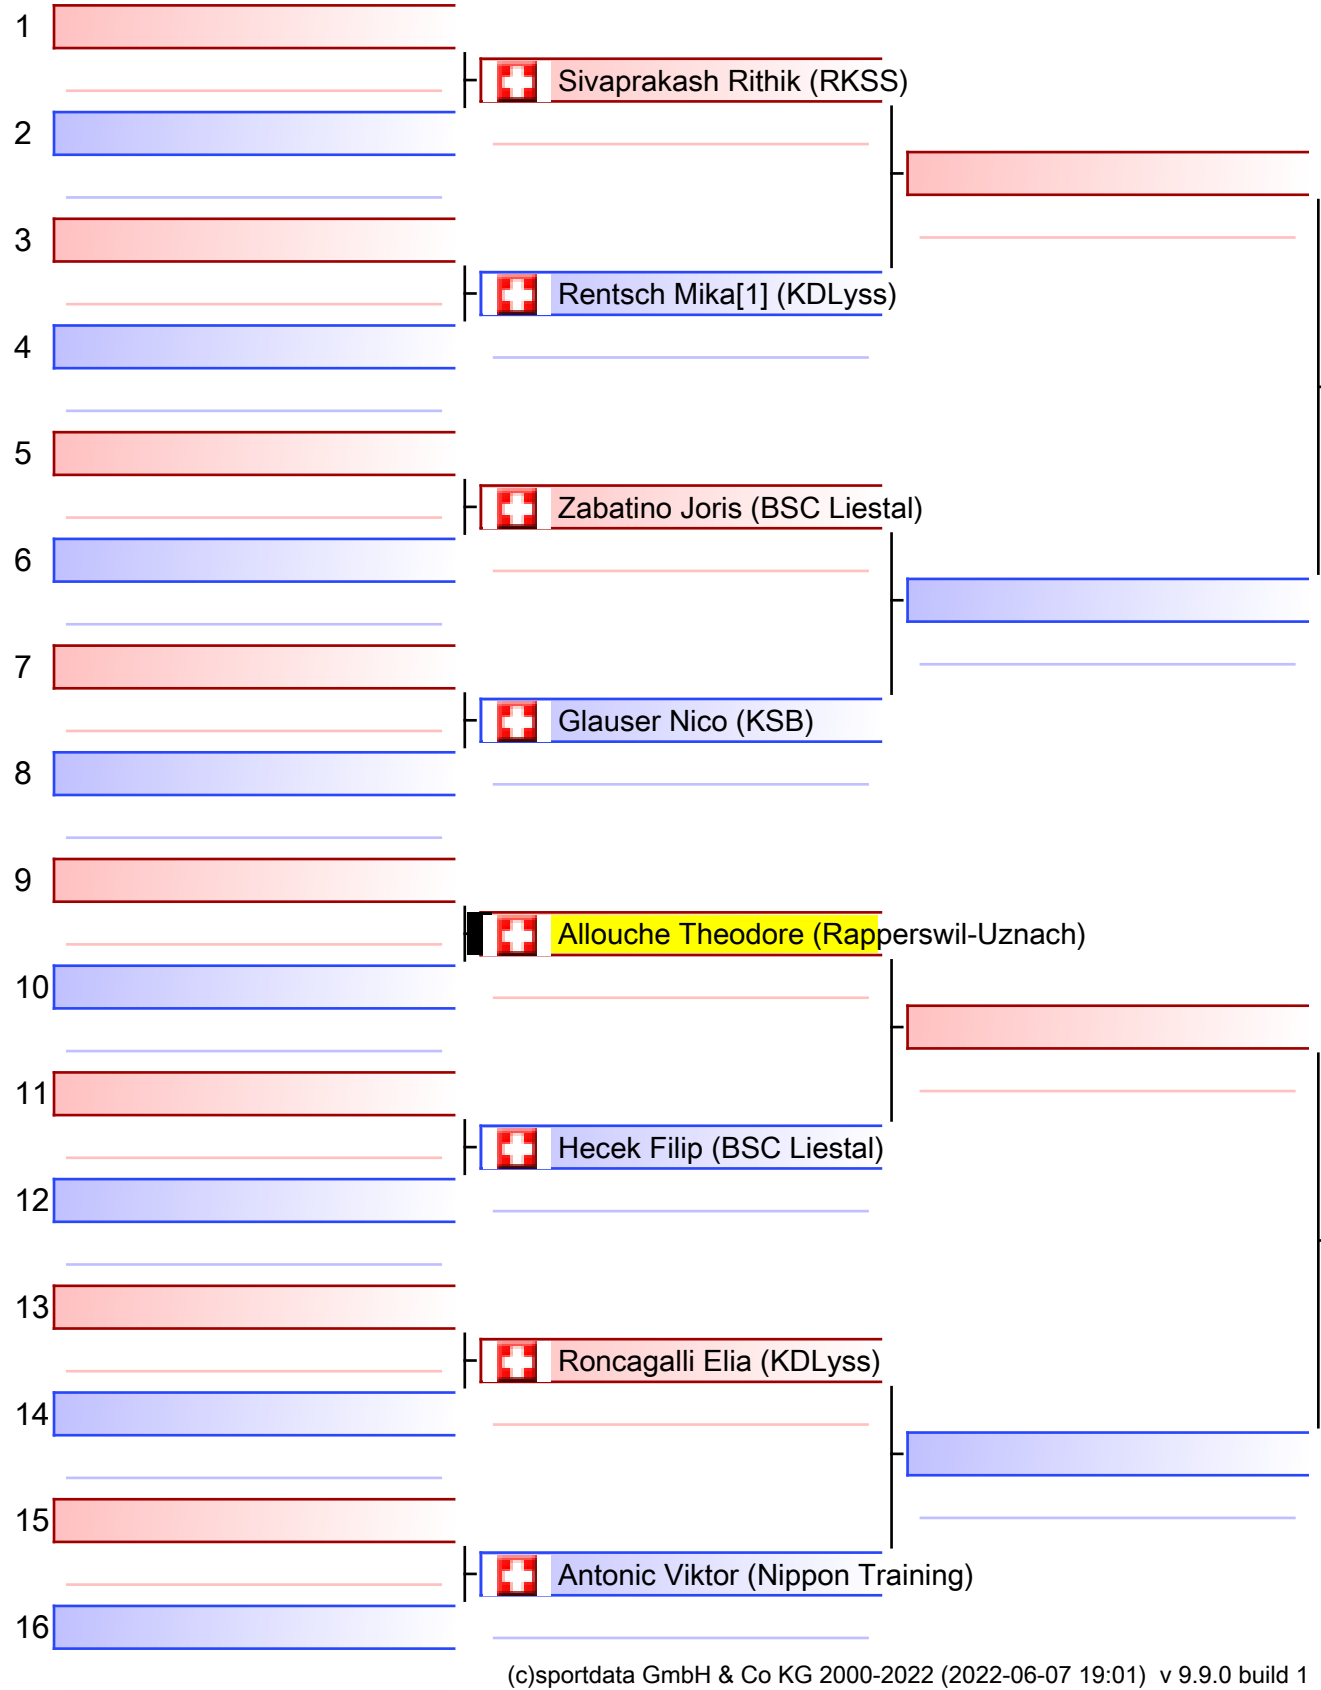 1
Sivaprakash Rithik (RKSS)
2
3
Rentsch Mika[1] (KDLyss)
4
5
Zabatino Joris (BSC Liestal)
6
7
Glauser Nico (KSB)
8
9
Allouche Theodore (Rapperswil-Uznach)
10
11
Hecek Filip (BSC Liestal)
12
13
Roncagalli Elia (KDLyss)
14
15
Antonic Viktor (Nippon Training)
16
(c)sportdata GmbH & Co KG 2000-2022 (2022-06-07 19:01) v 9.9.0 build 1